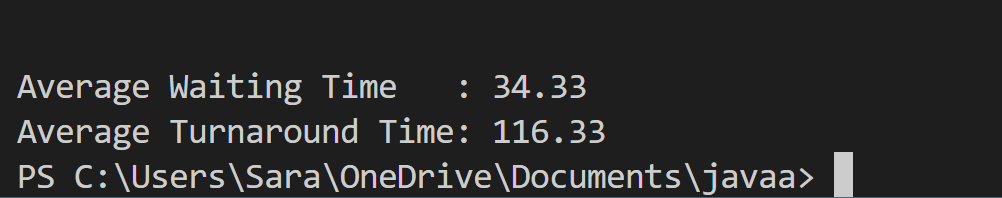 Average Waiting Time   : 34.33
Average Turnaround Time: 116.33
PS C:\Users\Sara\OneDrive\Documents\javaa>